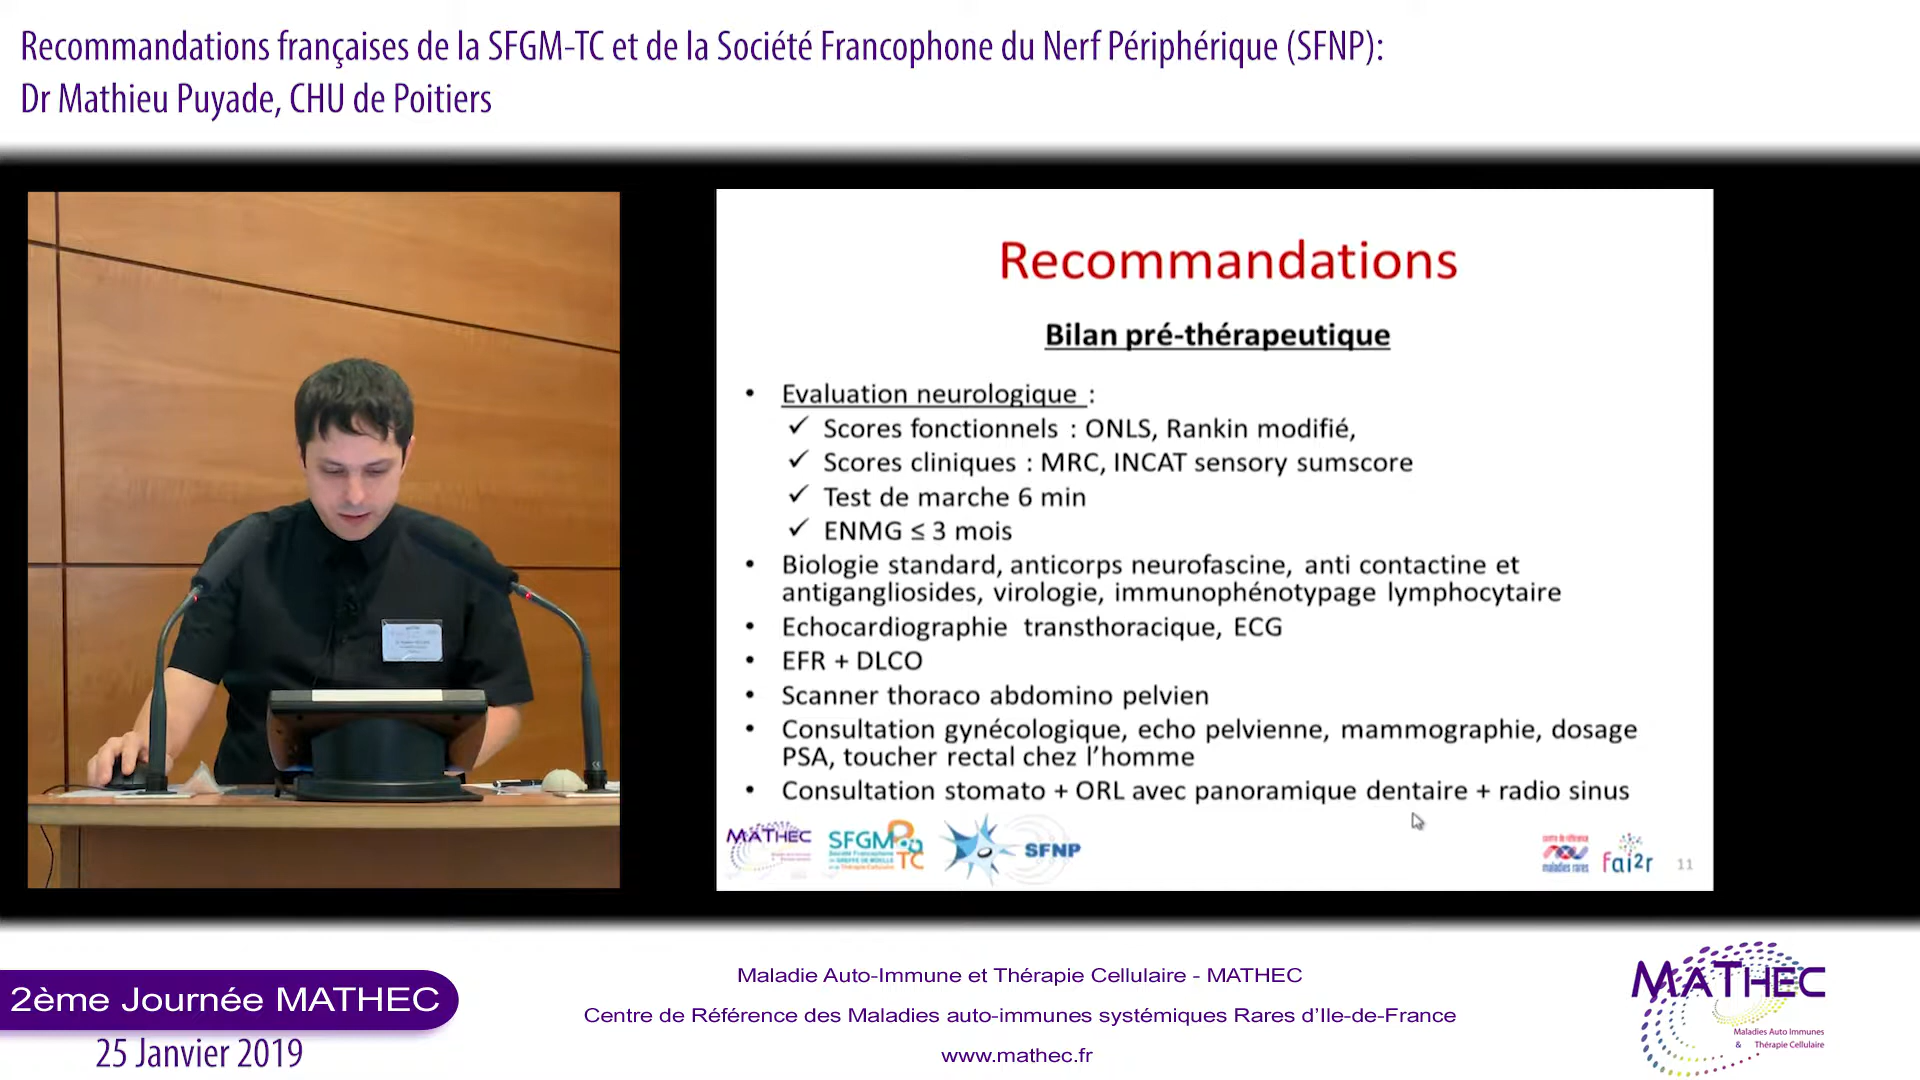 Recommandations françaises de la SFGM-TC et de la Société Francophone du Nerf Périphérique (SFNP):
Dr Mathieu Puyade, CHU de Poitiers
Recommandations
Bilan pré-thérapeutique
• Evaluation neurologique :
✓ Scores fonctionnels : ONLS, Rankin modifié,
✓ Scores cliniques : MRC, INCAT sensory sumscore
✓ Test de marche 6 min
✓ ENMG ≤ 3 mois
• Biologie standard, anticorps neurofascine, anti contactine et
antigangliosides, virologie, immunophénotypage lymphocytaire
• Echocardiographie transthoracique, ECG
• EFR + DLCO
• Scanner thoraco abdomino pelvien
• Consultation gynécologique, echo pelvienne, mammographie, dosage
PSA, toucher rectal chez l'homme
• Consultation stomato + ORL avec panoramique dentaire + radio sinus
MATHEC
SFGM
TC
SFNP
maladies rares
fai2r
11
2ème Journée MATHEC
25 Janvier 2019
Maladie Auto-Immune et Thérapie Cellulaire - MATHEC
Centre de Référence des Maladies auto-immunes systémiques Rares d'Ile-de-France
www.mathec.fr
MATHEC
Maladies Auto Immunes
& Thérapie Cellulaire